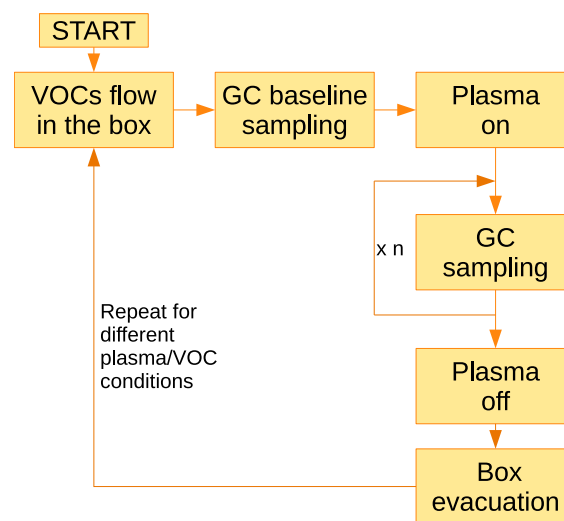 START
VOCs flow
in the box
GC baseline
sampling
Plasma
on
x n
GC
sampling
Repeat for
different
plasma/VOC
conditions
Plasma
off
Box
evacuation